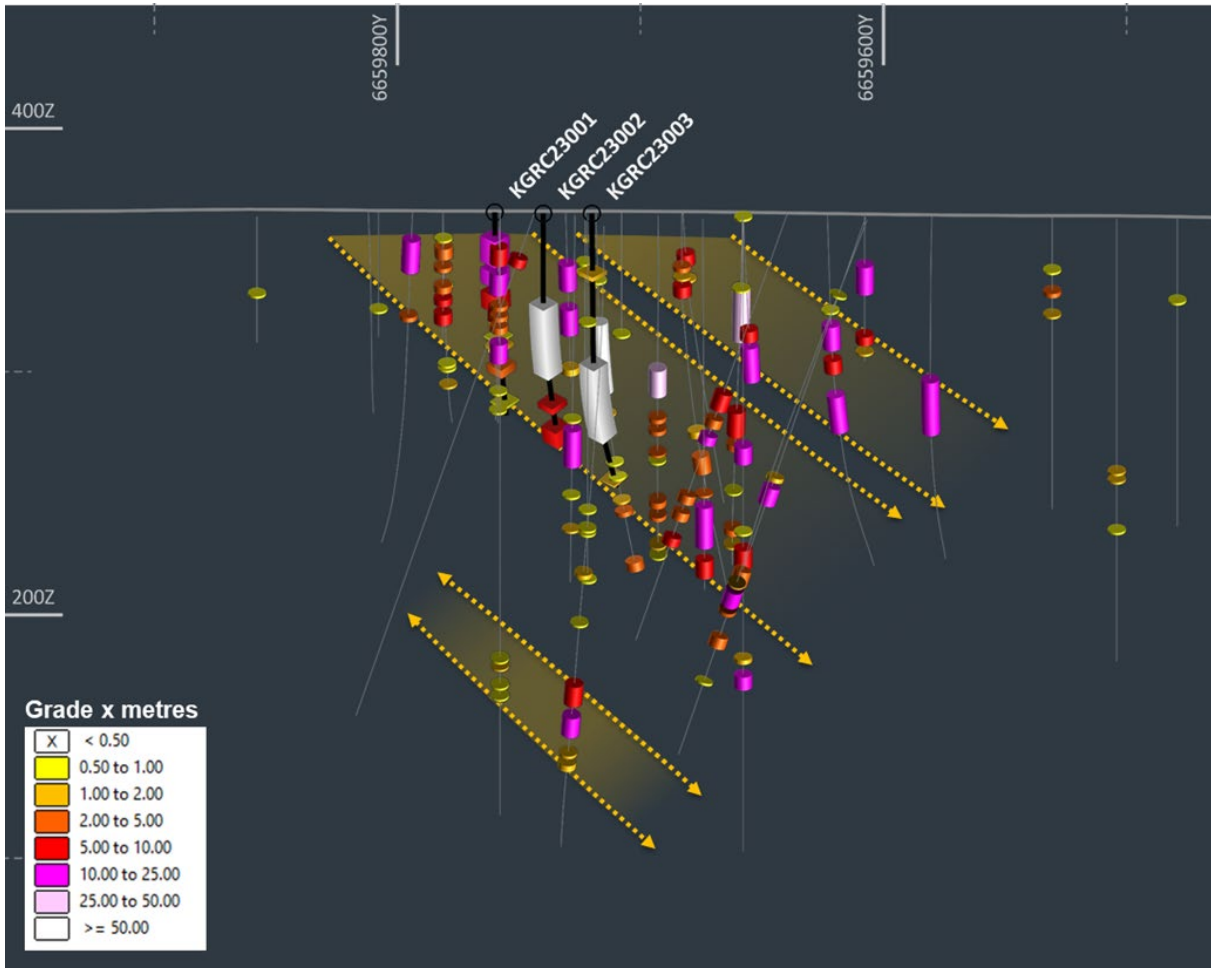 6659800Y
6659600Y
400Z
KGRC23001
KGRC23002
KGRC23003
200Z
Grade x metres
X < 0.50
0.50 to 1.00
1.00 to 2.00
2.00 to 5.00
5.00 to 10.00
10.00 to 25.00
25.00 to 50.00
>= 50.00